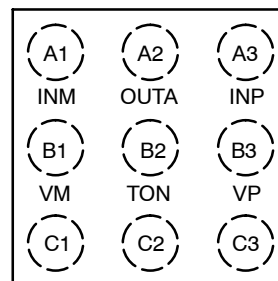 A1 A2 A3
INM OUTA INP
B1 B2 B3
VM TON VP
C1 C2 C3